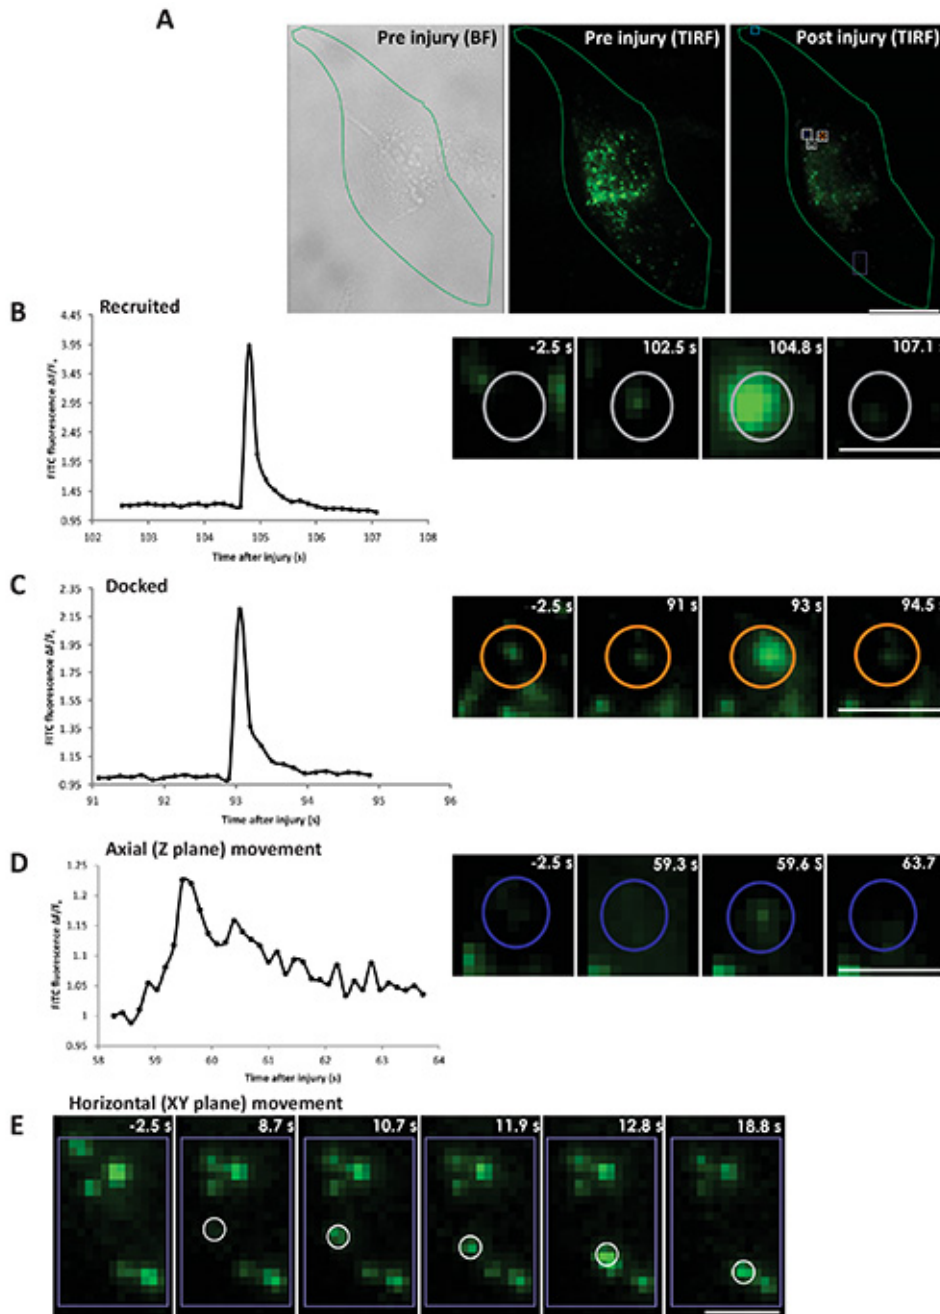 A
Pre injury (BF)
Pre injury (TIRF)
Post injury (TIRF)
B
Recruited
FITC fluorescence ΔF/F₀
4.45
3.95
3.45
2.95
2.45
1.95
1.45
0.95
102
103
104
105
106
107
108
Time after injury (s)
-2.5 s
102.5 s
104.8 s
107.1 s
C
Docked
FITC fluorescence ΔF/F₀
2.35
2.15
1.95
1.75
1.55
1.35
1.15
0.95
91
92
93
94
95
96
Time after injury (s)
-2.5 s
91 s
93 s
94.5 s
D
Axial (Z plane) movement
FITC fluorescence ΔF/F₀
1.25
1.2
1.15
1.1
1.05
1
0.95
58
59
60
61
62
63
64
Time after injury (s)
-2.5 s
59.3 s
59.6 S
63.7
E
Horizontal (XY plane) movement
-2.5 s
8.7 s
10.7 s
11.9 s
12.8 s
18.8 s